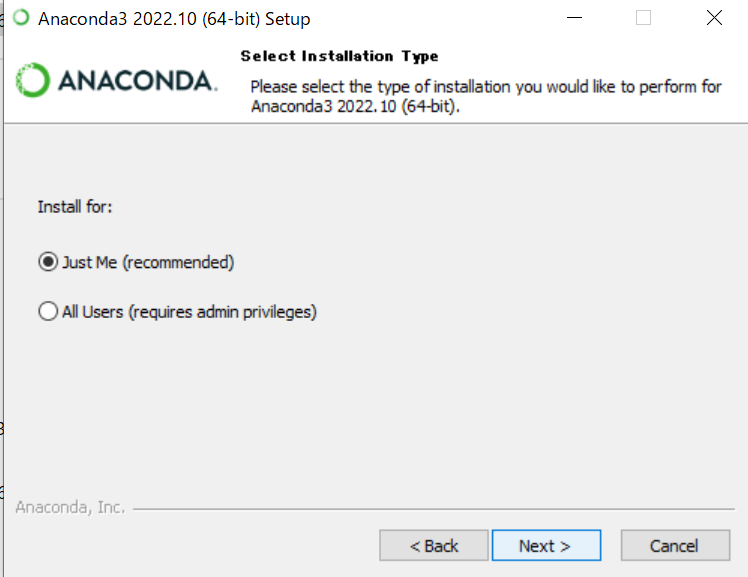 Anaconda3 2022.10 (64-bit) Setup
Select Installation Type
ANACONDA.
Please select the type of installation you would like to perform for
Anaconda3 2022.10 (64-bit).
Install for:
Just Me (recommended)
All Users (requires admin privileges)
Anaconda, Inc.
< Back
Next >
Cancel